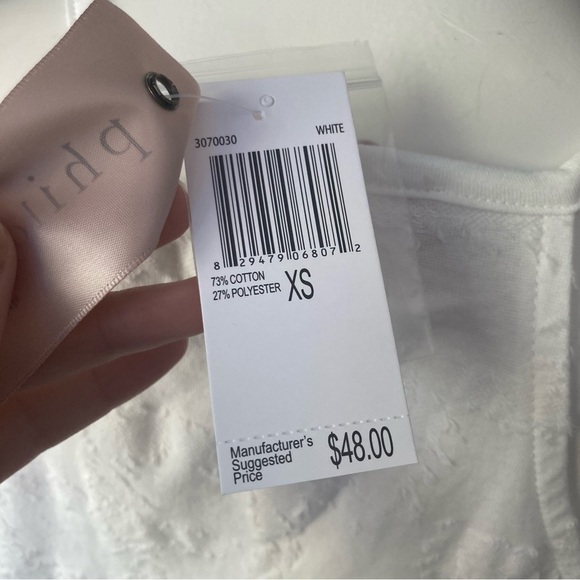 3070030 WHITE
8 29479 06807 2
73% COTTON
27% POLYESTER XS
Manufacturer's
Suggested
Price $48.00